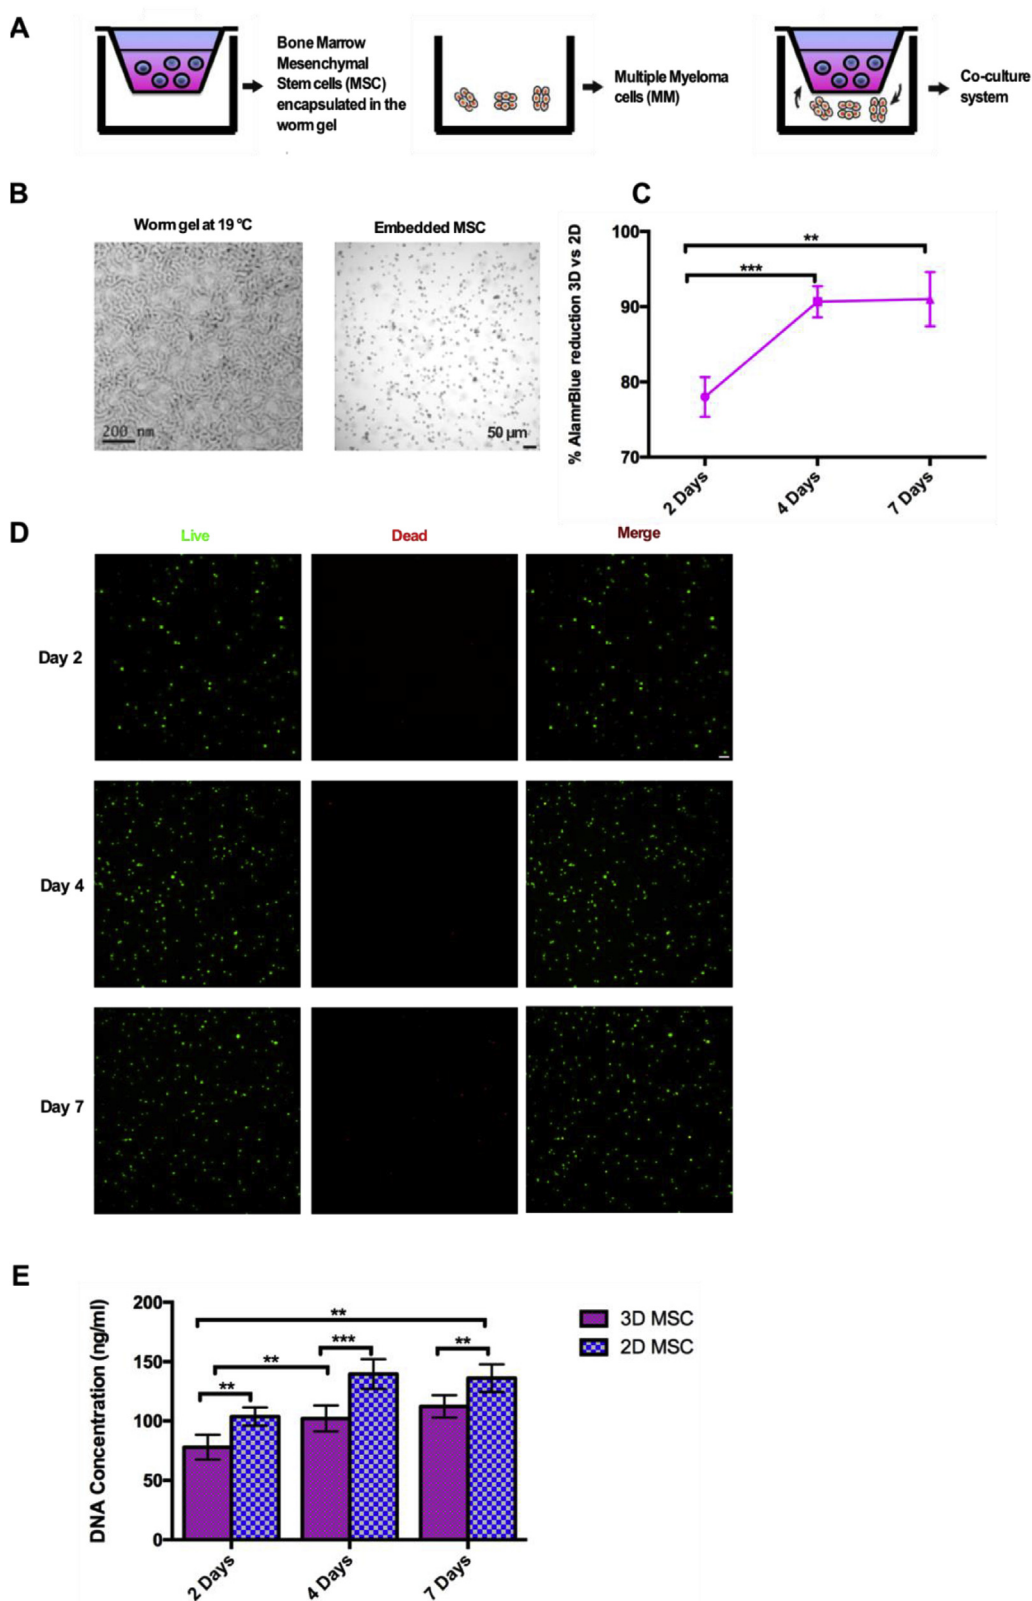 A
Bone Marrow
Mesenchymal
Stem cells (MSC)
encapsulated in the
worm gel
Multiple Myeloma
cells (MM)
Co-culture
system
B
Worm gel at 19 °C
Embedded MSC
200 nm
50 µm
C
% AlamrBlue reduction 3D vs 2D
100
90
80
70
**
***
2 Days
4 Days
7 Days
D
Live
Dead
Merge
Day 2
Day 4
Day 7
E
DNA Concentration (ng/ml)
200
150
100
50
0
**
**
***
**
**
3D MSC
2D MSC
2 Days
4 Days
7 Days